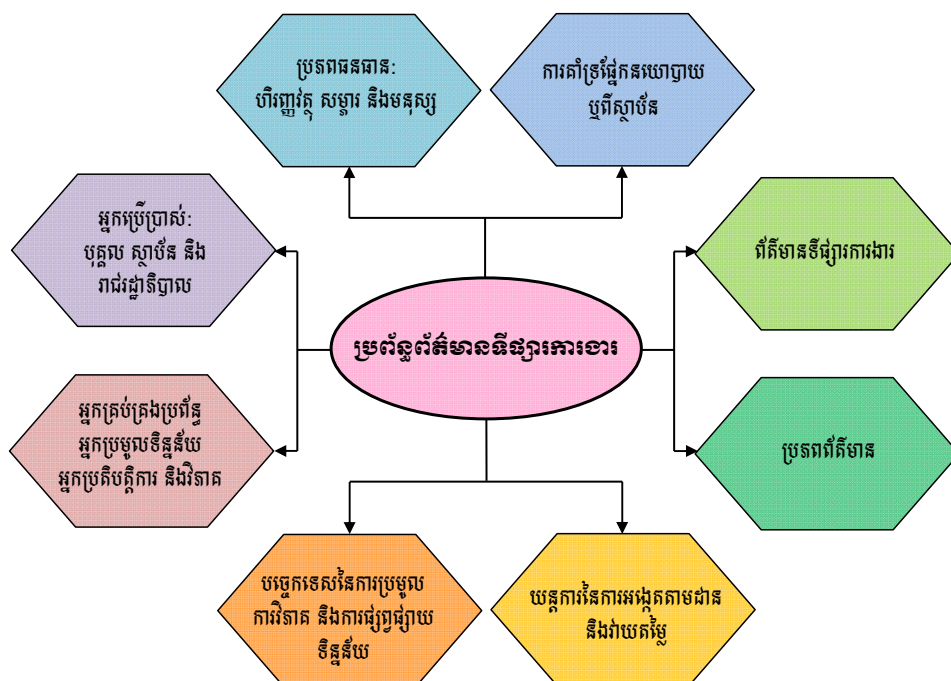 ប្រភពធនធាន:
ហិរញ្ញវត្ថុ សម្ភារ និងមនុស្ស
ការគាំទ្រផ្នែកនយោបាយ
ឬពីស្ថាប័ន
អ្នកប្រើប្រាស់:
បុគ្គល ស្ថាប័ន និង
រាជរដ្ឋាភិបាល
ព័ត៌មានទីផ្សារការងារ
ប្រព័ន្ធព័ត៌មានទីផ្សារការងារ
អ្នកគ្រប់គ្រងប្រព័ន្ធ
អ្នកប្រមូលទិន្នន័យ
អ្នកប្រតិបត្តិការ និងវិភាគ
ប្រភពព័ត៌មាន
បច្ចេកទេសនៃការប្រមូល
ការវិភាគ និងការផ្សព្វផ្សាយ
ទិន្នន័យ
យន្តការនៃការអង្កេតតាមដាន
និងវាយតម្លៃ